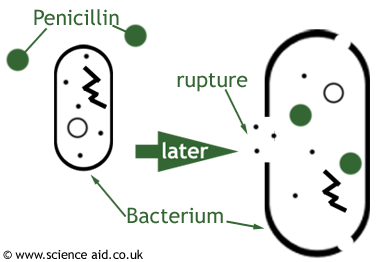 Penicillin
rupture
later
Bacterium
© www.science aid.co.uk